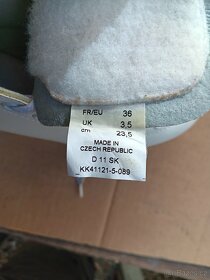 FR/EU 36
UK 3,5
cm 23,5
MADE IN
CZECH REPUBLIC
D 11 SK
KK41121-5-089